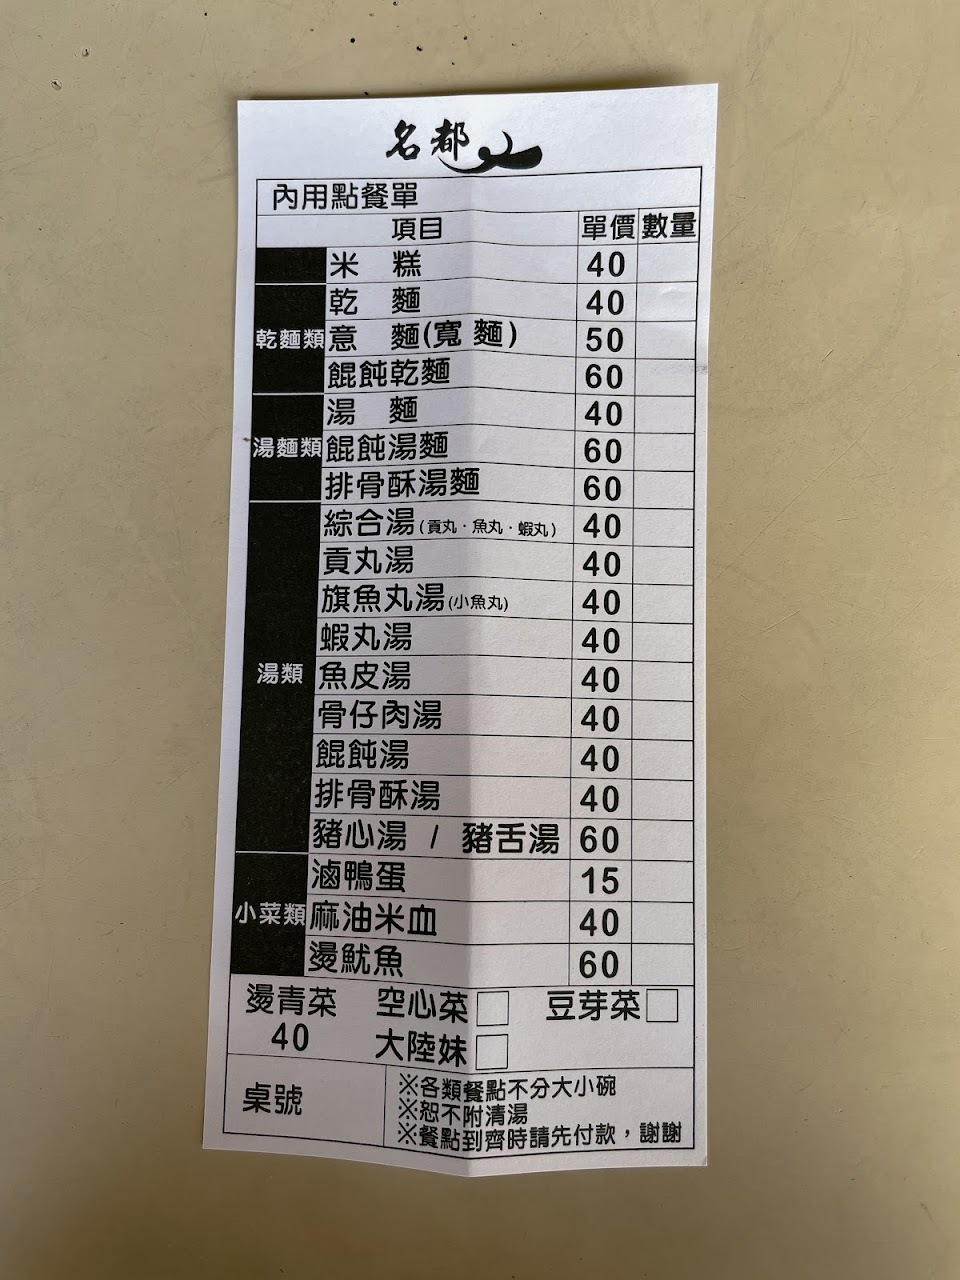 名都
內用點餐單
項目 單價 數量
米 糕 40
乾麵類
乾 麵 40
意 麵(寬 麵) 50
餛飩乾麵 60
湯麵類
湯 麵 40
餛飩湯麵 60
排骨酥湯麵 60
湯類
綜合湯(貢丸．魚丸．蝦丸) 40
貢丸湯 40
旗魚丸湯(小魚丸) 40
蝦丸湯 40
魚皮湯 40
骨仔肉湯 40
餛飩湯 40
排骨酥湯 40
豬心湯 / 豬舌湯 60
小菜類
滷鴨蛋 15
麻油米血 40
燙魷魚 60
燙青菜 空心菜 豆芽菜
40 大陸妹
桌號
※各類餐點不分大小碗
※恕不附清湯
※餐點到齊時請先付款，謝謝